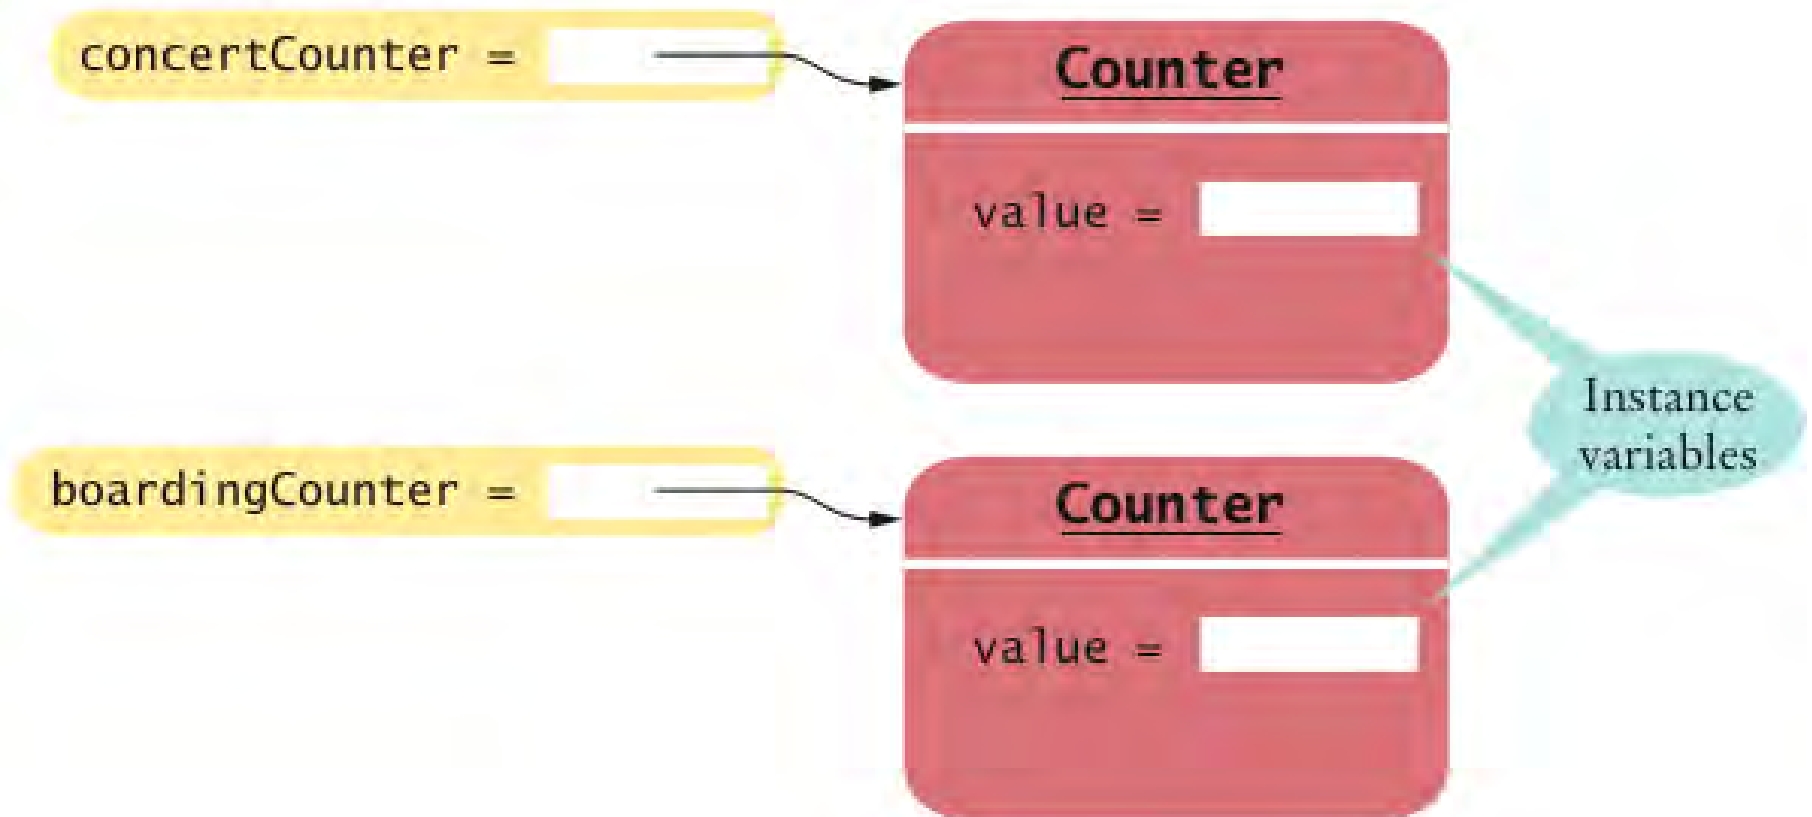 concertCounter =
Counter
value =
Instance
variables
boardingCounter =
Counter
value =